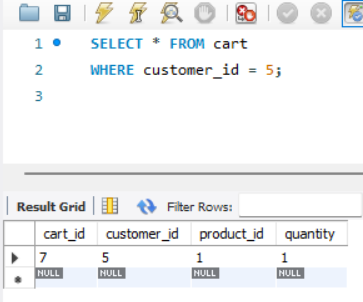 1 SELECT * FROM cart
2 WHERE customer_id = 5;
3
Result Grid Filter Rows:
cart_id customer_id product_id quantity
7 5 1 1
NULL NULL NULL NULL